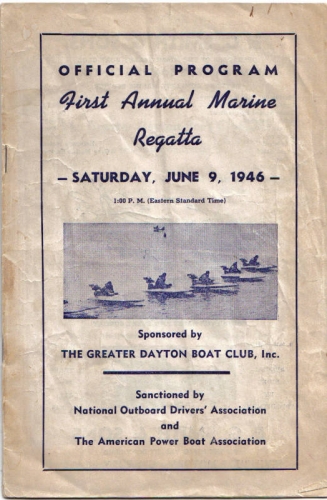 OFFICIAL PROGRAM
First Annual Marine
Regatta
— SATURDAY, JUNE 9, 1946 —
1:00 P. M. (Eastern Standard Time)
Sponsored by
THE GREATER DAYTON BOAT CLUB, Inc.
Sanctioned by
National Outboard Drivers' Association
and
The American Power Boat Association